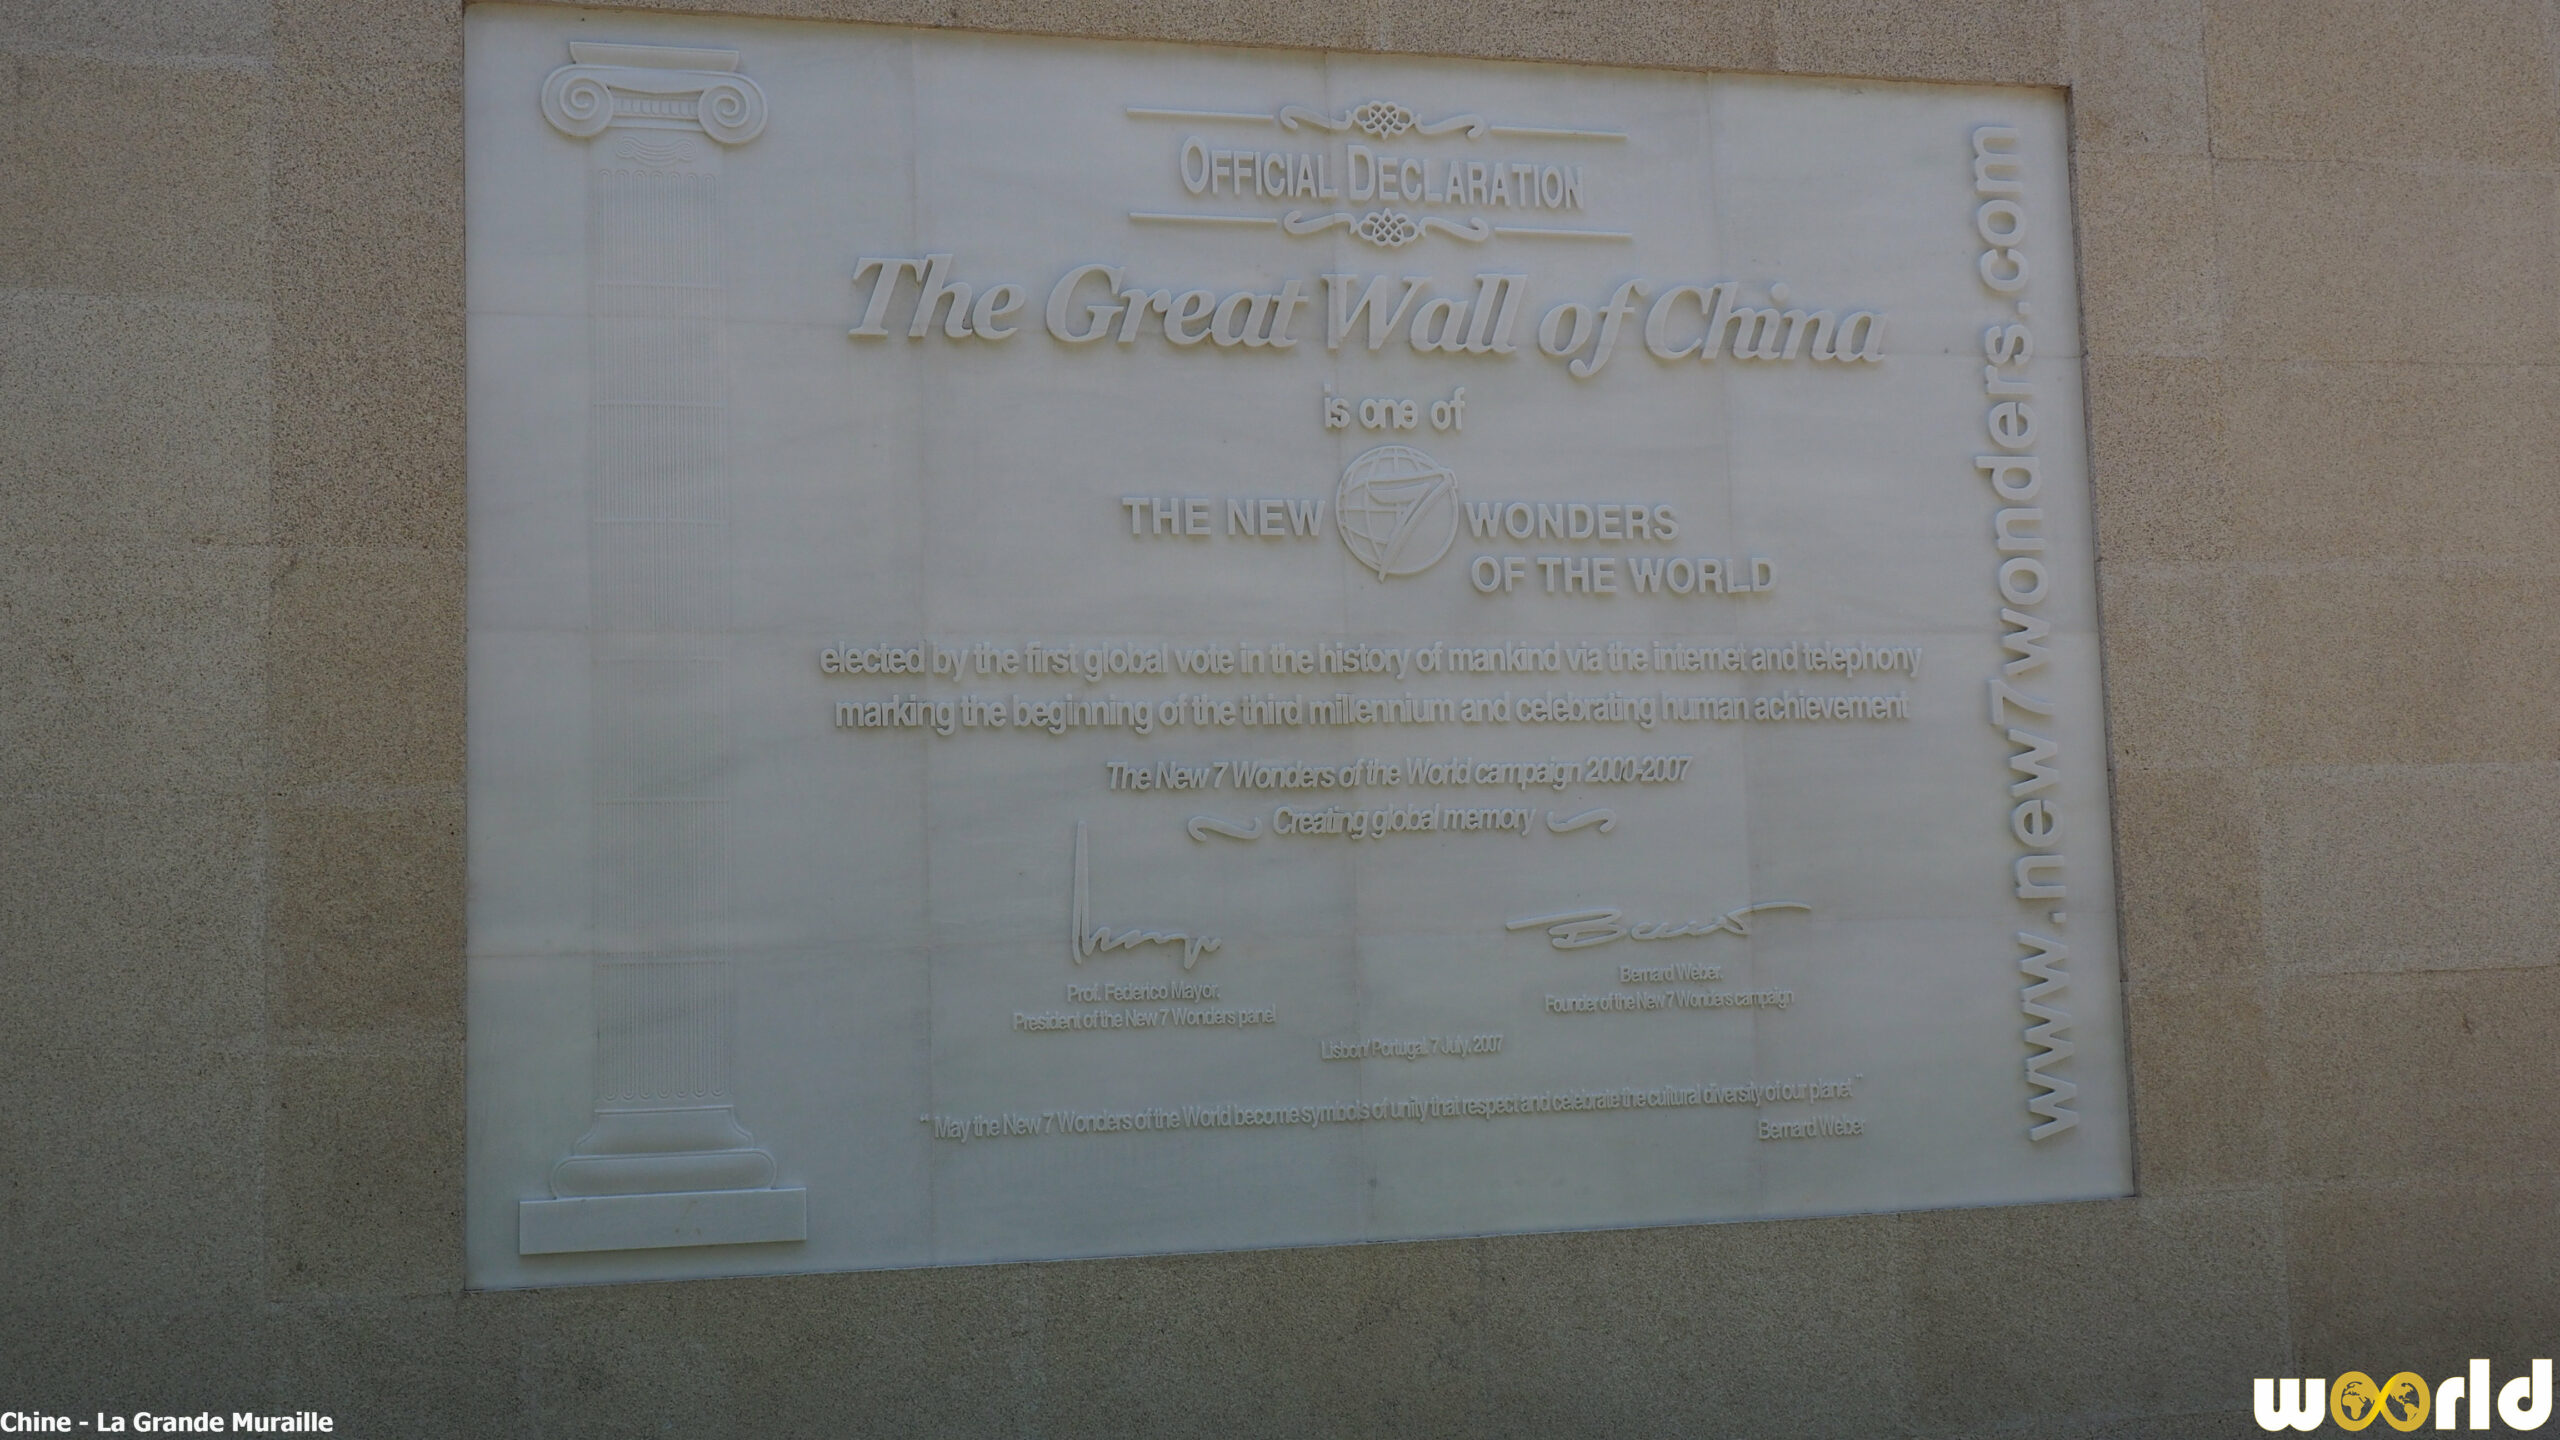 OFFICIAL DECLARATION
The Great Wall of China
is one of
THE NEW 7 WONDERS
OF THE WORLD
elected by the first global vote in the history of mankind via the internet and telephony
marking the beginning of the third millennium and celebrating human achievement
The New 7 Wonders of the World campaign 2000-2007
Creating global memory
Prof. Federico Mayor,
President of the New 7 Wonders panel
Bernard Weber,
Founder of the New 7 Wonders campaign
Lisbon/ Portugal, 7 July, 2007
“ May the New 7 Wonders of the World become symbols of unity that respect and celebrate the cultural diversity of our planet ”
Bernard Weber
www.new7wonders.com
Chine - La Grande Muraille
woorld